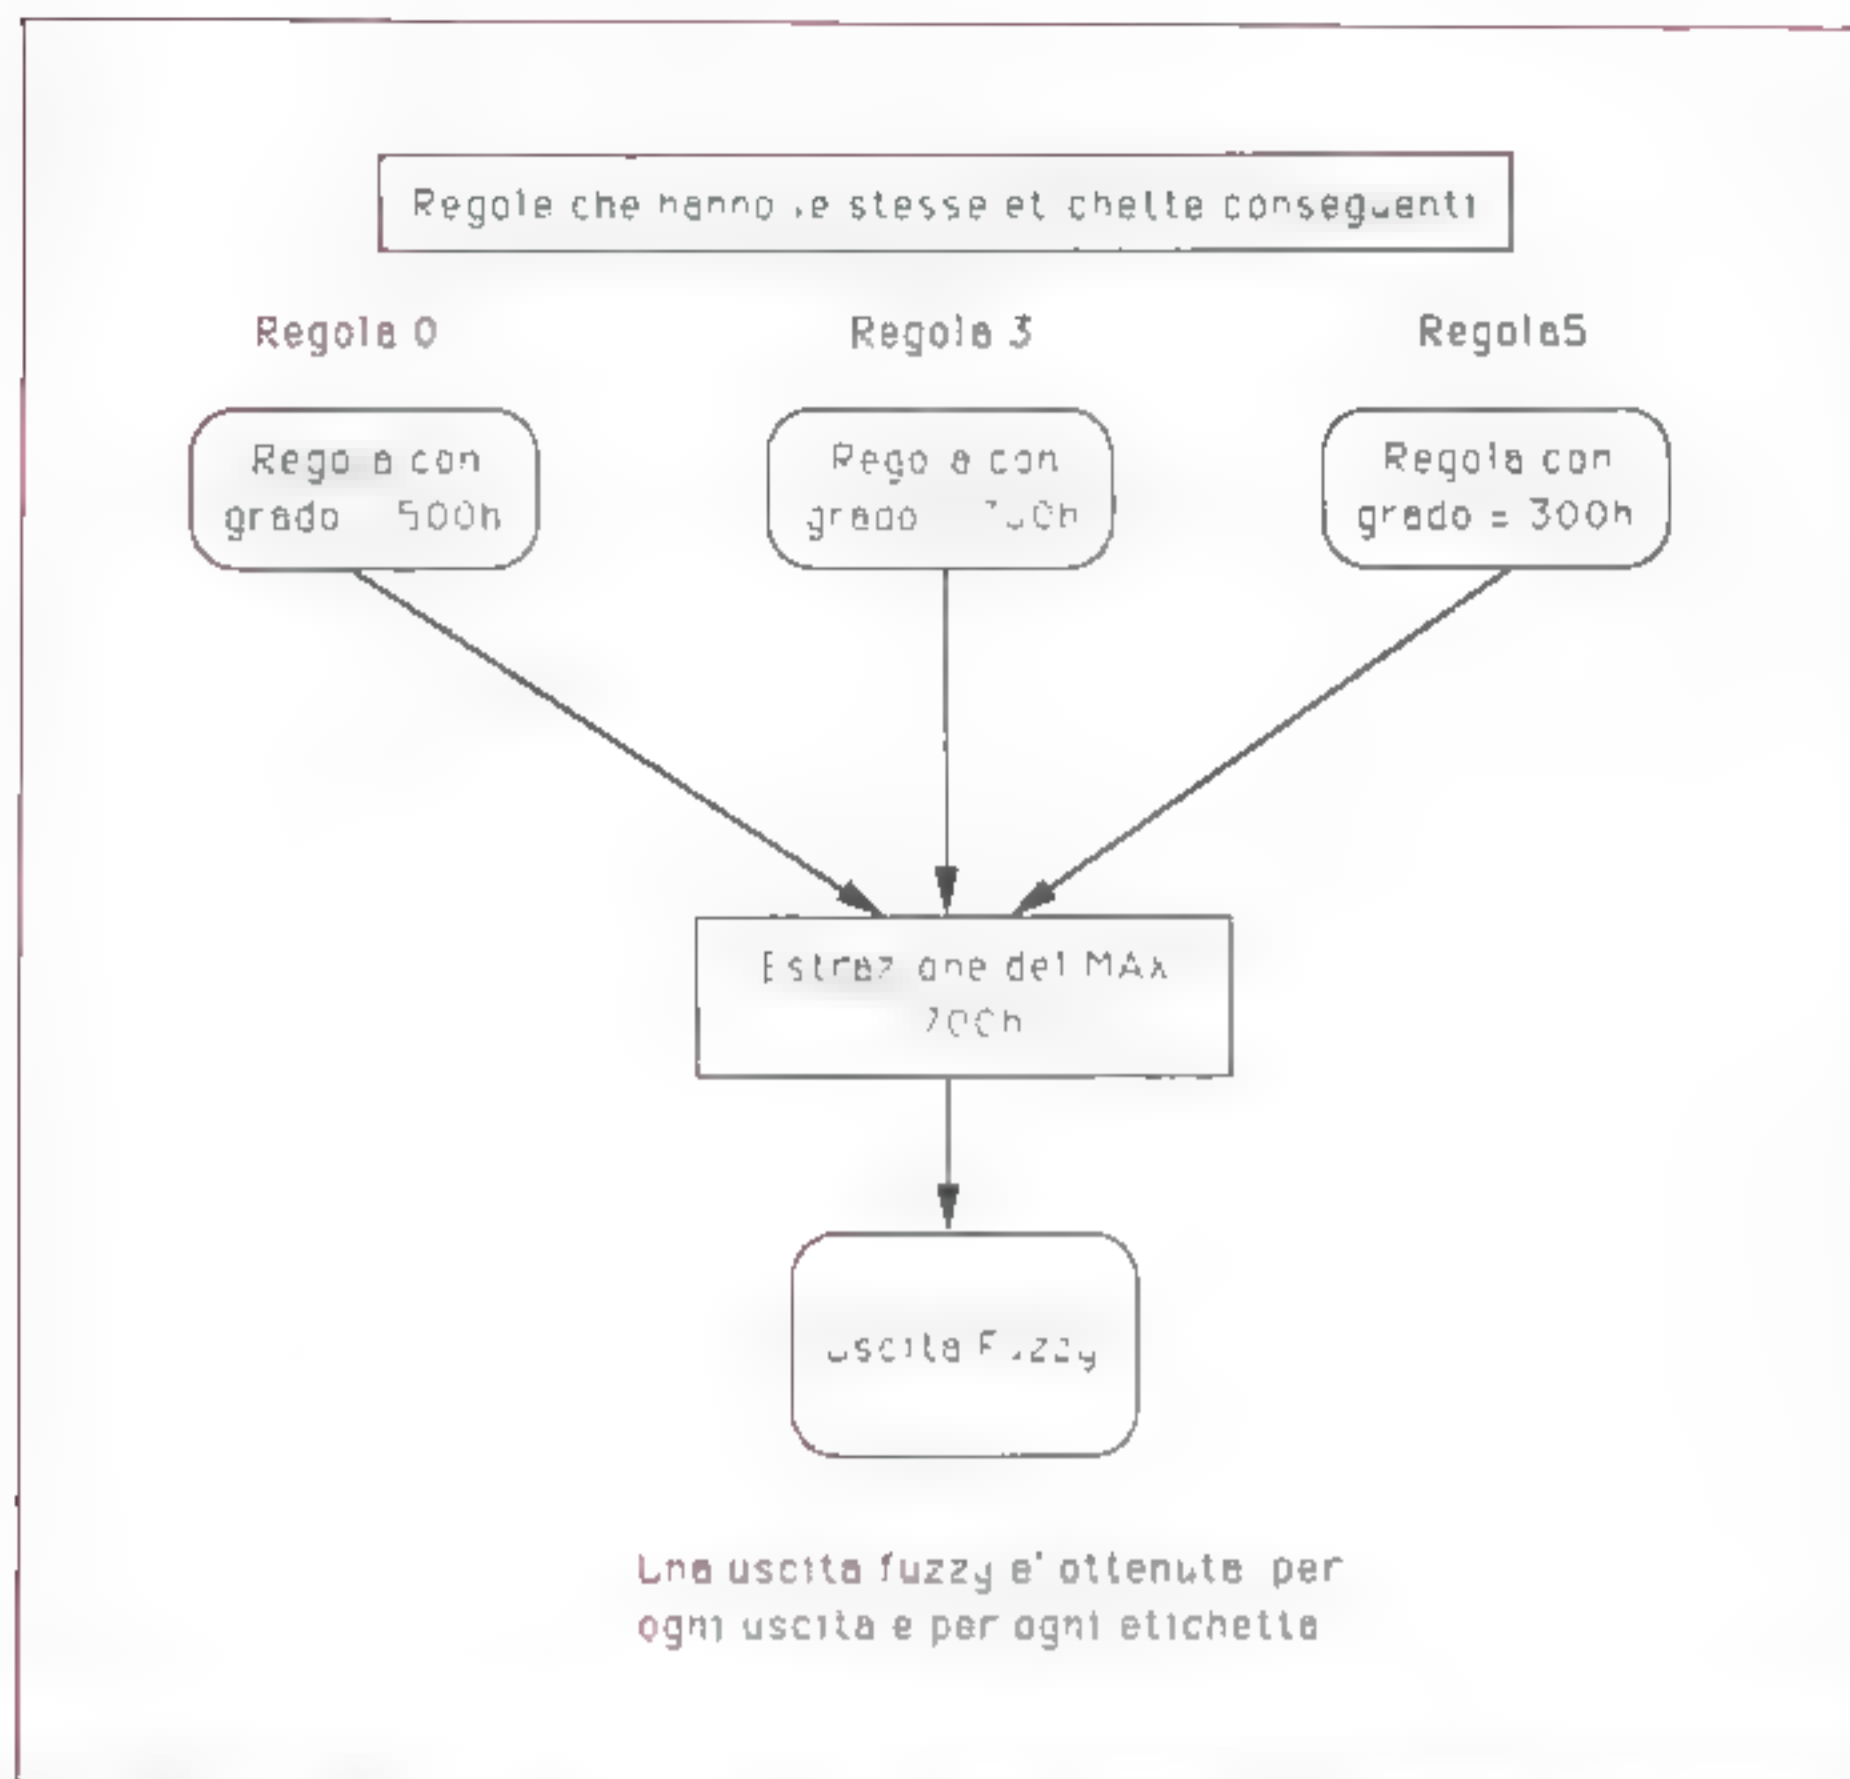 Regole che hanno le stesse etichette conseguenti
Regola 0
Regola 3
Regola5
Regola con
grado = 500h
Regola con
grado = 700h
Regola con
grado = 300h
Estrazione del MAx
700h
Uscita Fuzzy
Una uscita fuzzy e' ottenuta per
ogni uscita e per ogni etichetta